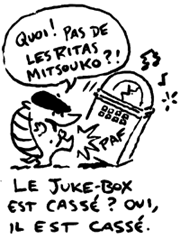 QUOI! PAS DE
LES RITAS
MITSOUKO?!
PAF
LE JUKE-BOX
EST CASSÉ? OUI,
IL EST CASSÉ.